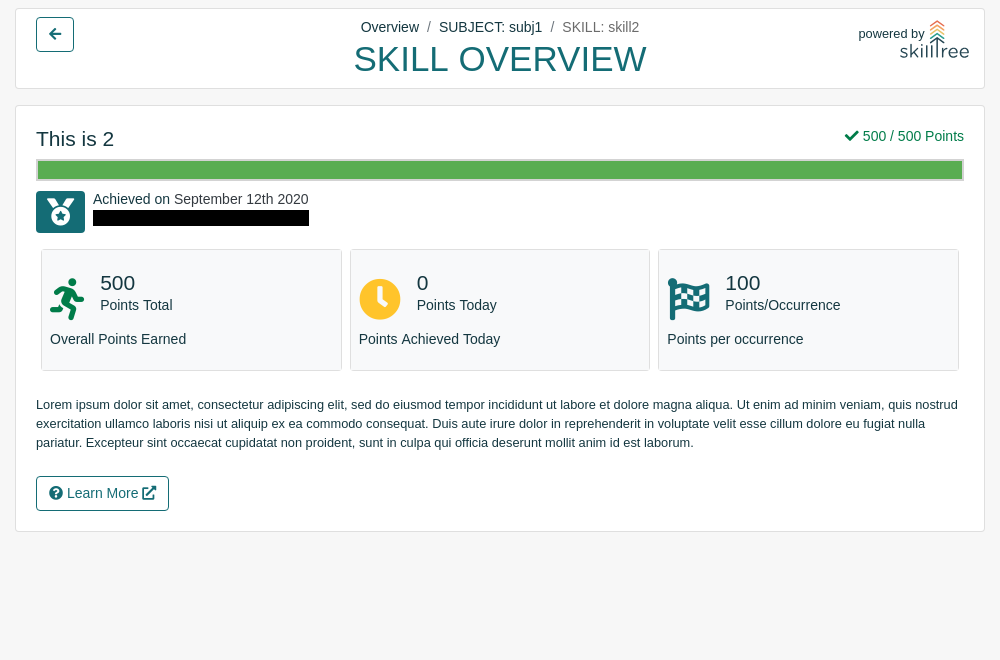 Overview / SUBJECT: subj1 / SKILL: skill2
SKILL OVERVIEW
powered by
skilltree
This is 2
500 / 500 Points
Achieved on September 12th 2020
500
Points Total
Overall Points Earned
0
Points Today
Points Achieved Today
100
Points/Occurrence
Points per occurrence
Lorem ipsum dolor sit amet, consectetur adipiscing elit, sed do eiusmod tempor incididunt ut labore et dolore magna aliqua. Ut enim ad minim veniam, quis nostrud
exercitation ullamco laboris nisi ut aliquip ex ea commodo consequat. Duis aute irure dolor in reprehenderit in voluptate velit esse cillum dolore eu fugiat nulla
pariatur. Excepteur sint occaecat cupidatat non proident, sunt in culpa qui officia deserunt mollit anim id est laborum.
Learn More